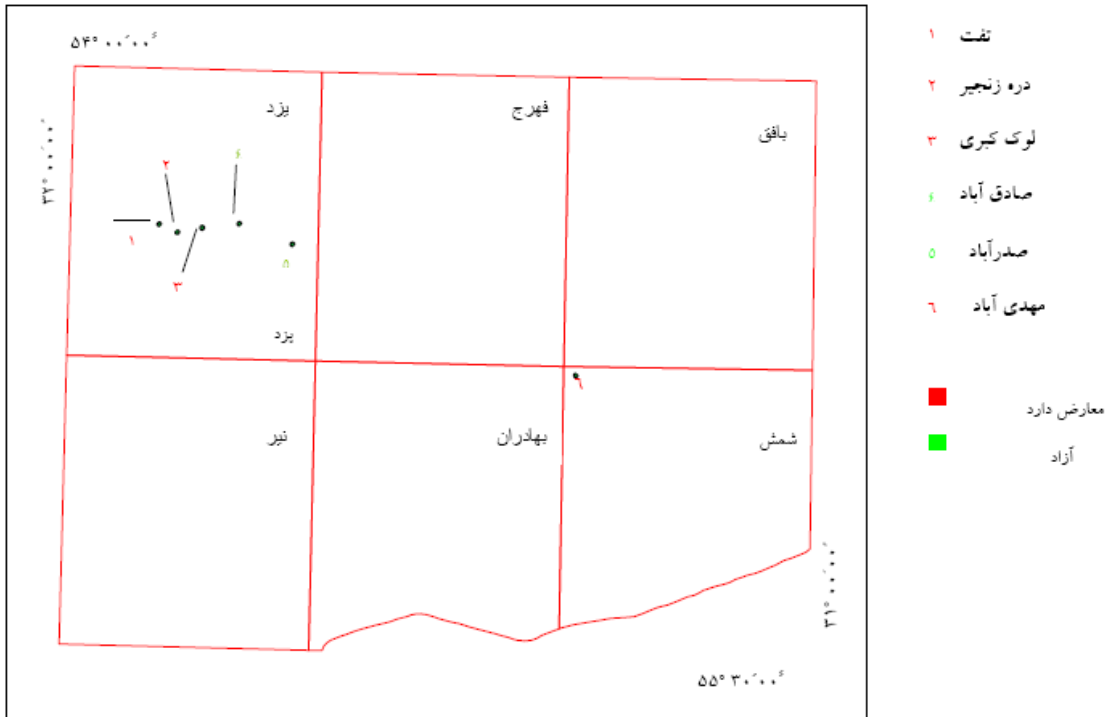 ۵۴° ۰۰´۰۰˝
۳۲° ۰۰´۰۰˝
یزد
فهرج
بافق
۲
۶
۱
۳
۵
یزد
٦
نیر
بهادران
شمش
۳۱° ۰۰´۰۰˝
۵۵° ۳۰´۰۰˝
۱ تفت
۲ دره زنجیر
۳ لوک کبری
۶ صادق آباد
۵ صدرآباد
٦ مهدی آباد
معارض دارد
آزاد